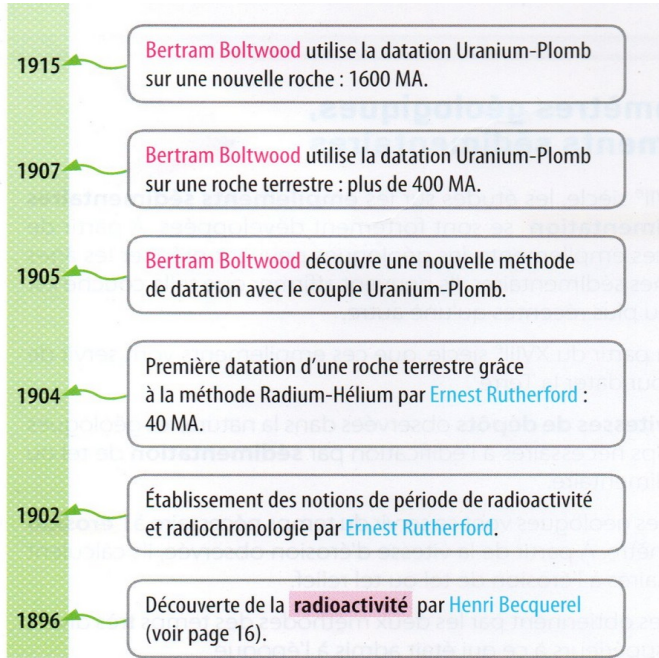 1915
Bertram Boltwood utilise la datation Uranium-Plomb
sur une nouvelle roche : 1600 MA.
1907
Bertram Boltwood utilise la datation Uranium-Plomb
sur une roche terrestre : plus de 400 MA.
1905
Bertram Boltwood découvre une nouvelle méthode
de datation avec le couple Uranium-Plomb.
1904
Première datation d'une roche terrestre grâce
à la méthode Radium-Hélium par Ernest Rutherford :
40 MA.
1902
Établissement des notions de période de radioactivité
et radiochronologie par Ernest Rutherford.
1896
Découverte de la radioactivité par Henri Becquerel
(voir page 16).